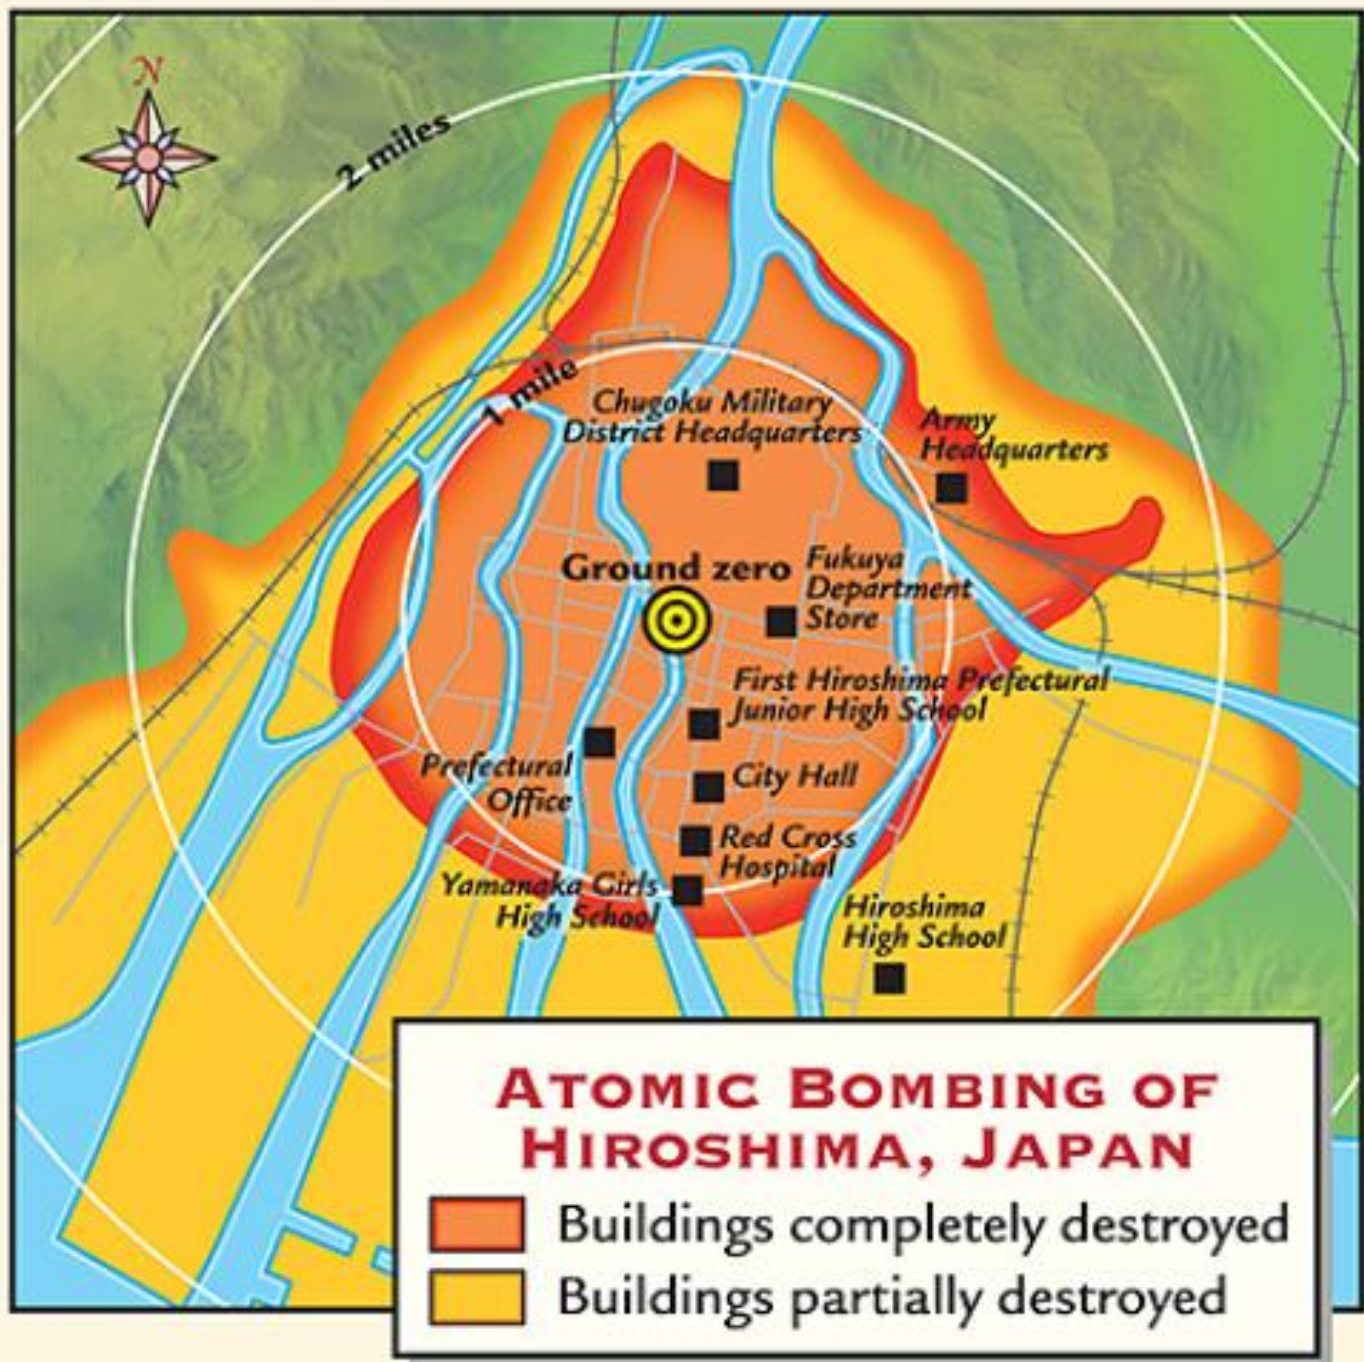 N
2 miles
1 mile
Chugoku Military
District Headquarters
Army
Headquarters
Ground zero
Fukuya
Department
Store
First Hiroshima Prefectural
Junior High School
Prefectural
Office
City Hall
Red Cross
Hospital
Yamanaka Girls
High School
Hiroshima
High School
ATOMIC BOMBING OF
HIROSHIMA, JAPAN
Buildings completely destroyed
Buildings partially destroyed